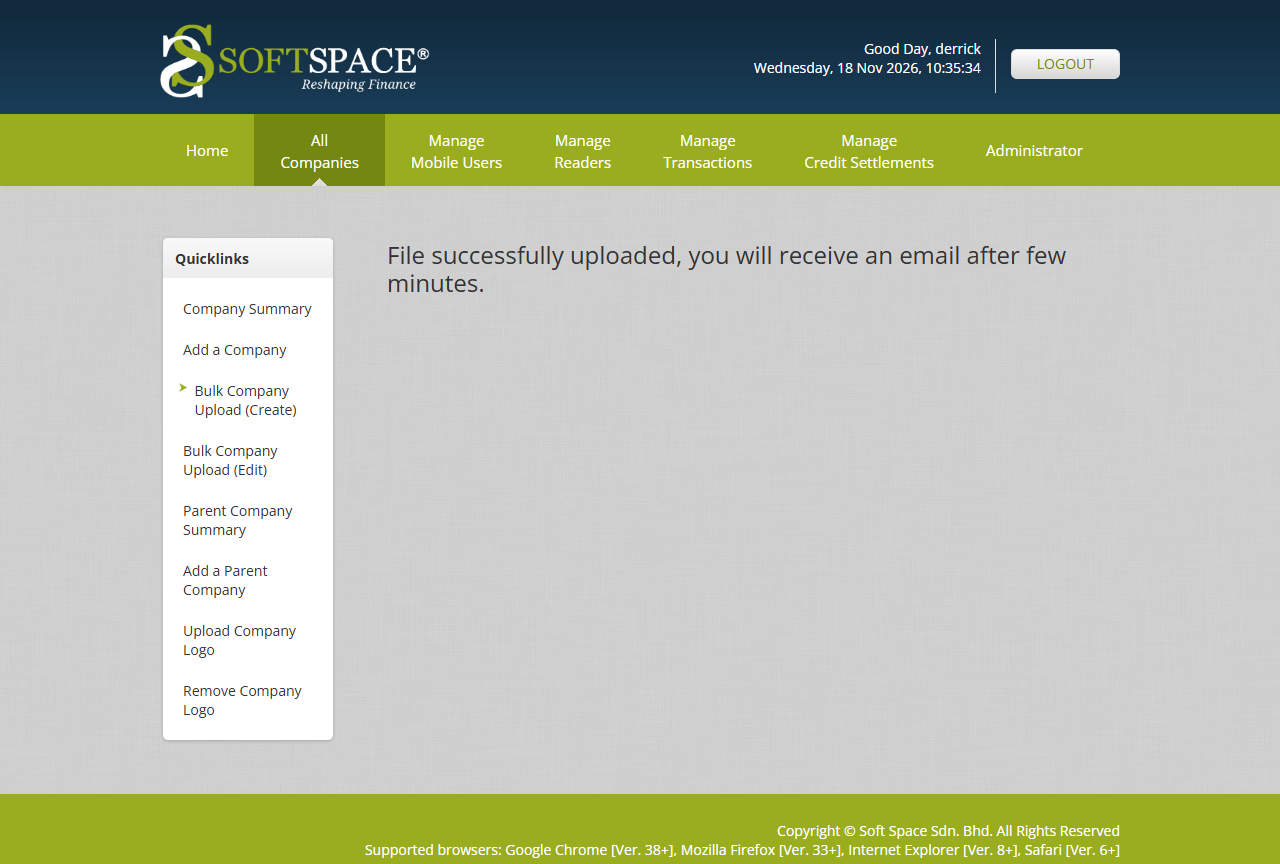 SOFTSPACE®
Reshaping Finance
Good Day, derrick
Wednesday, 18 Nov 2026, 10:35:34
LOGOUT
Home
All
Companies
Manage
Mobile Users
Manage
Readers
Manage
Transactions
Manage
Credit Settlements
Administrator
Quicklinks
Company Summary
Add a Company
Bulk Company
Upload (Create)
Bulk Company
Upload (Edit)
Parent Company
Summary
Add a Parent
Company
Upload Company
Logo
Remove Company
Logo
File successfully uploaded, you will receive an email after few
minutes.
Copyright © Soft Space Sdn. Bhd. All Rights Reserved
Supported browsers: Google Chrome [Ver. 38+], Mozilla Firefox [Ver. 33+], Internet Explorer [Ver. 8+], Safari [Ver. 6+]